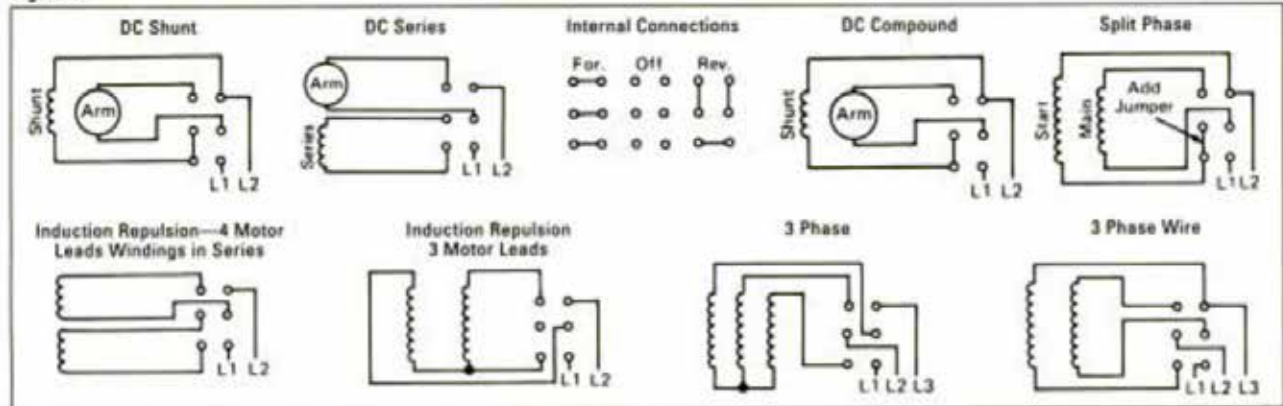 DC Shunt
DC Series
Internal Connections
DC Compound
Split Phase
Shunt
Arm
L1 L2
Arm
Series
L1 L2
For. Off Rev.
Shunt
Arm
L1 L2
Start
Main
Add
Jumper
L1 L2
Induction Repulsion—4 Motor
Leads Windings in Series
Induction Repulsion
3 Motor Leads
3 Phase
3 Phase Wire
L1 L2
L1 L2
L1 L2 L3
L1 L2 L3